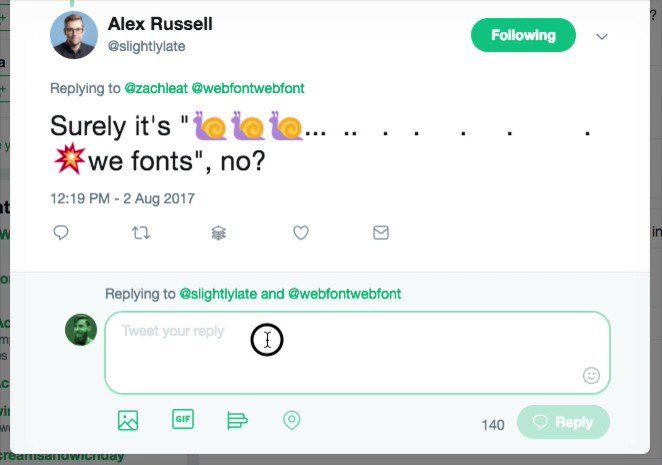 Alex Russell
@slightlylate
Following
Replying to @zachleat @webfontwebfont
Surely it's "🐌🐌🐌... .. . . . . .
💥we fonts", no?
12:19 PM - 2 Aug 2017
Replying to @slightlylate and @webfontwebfont
Tweet your reply
GIF
140
Reply
creamsandwichday